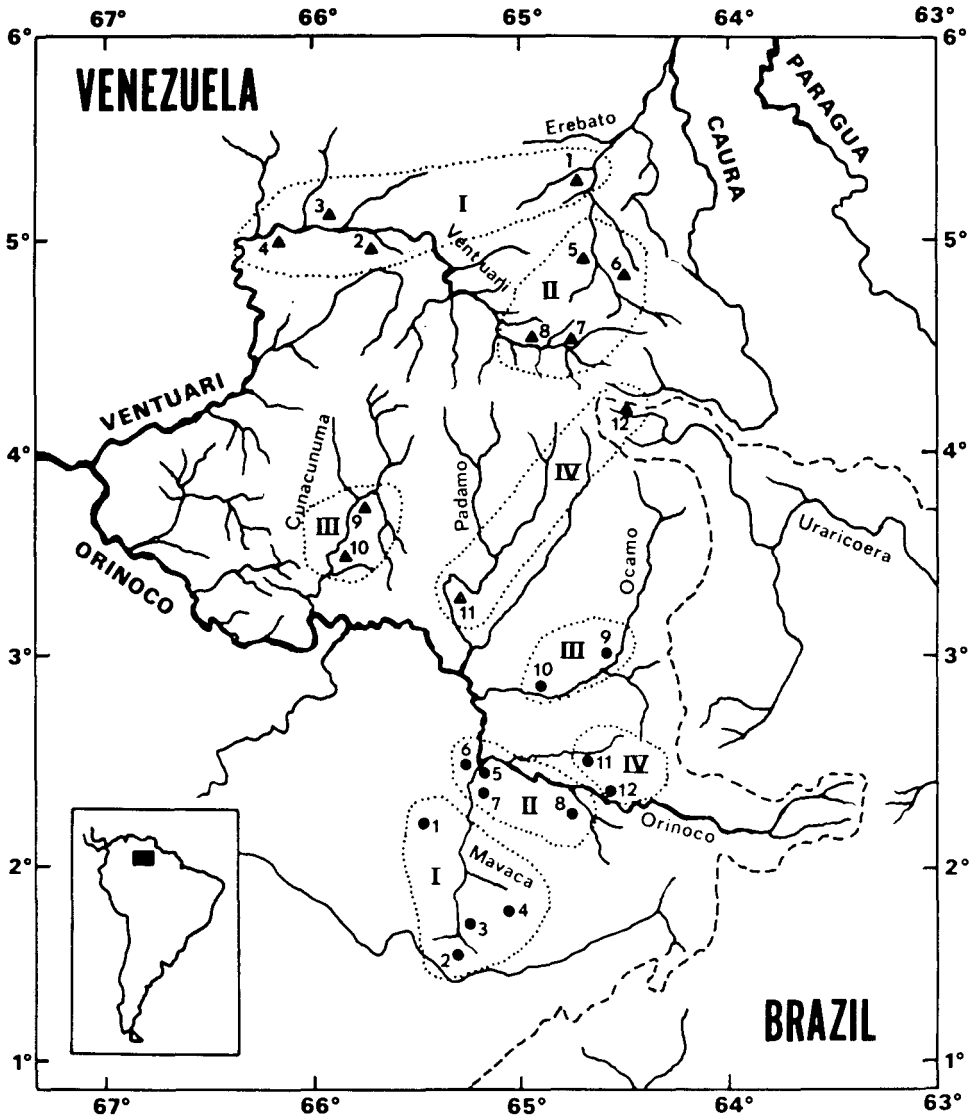 67° 66° 65° 64° 63°
6° 6°
VENEZUELA
PARAGUA
Erebato
CAURA
1
I
3
4 2
5° 5°
Ventuari
5 6
II
8 7
VENTUARI
12
4° 4°
Cunacunuma
Padamo
IV
9
III
10
Uraricoera
ORINOCO
Ocamo
11
3° 3°
9
III
10
6
5
11 IV
7
12
II 8
Orinoco
1
2° 2°
Mavaca
I
4
3
2
BRAZIL
1° 1°
67° 66° 65° 64° 63°